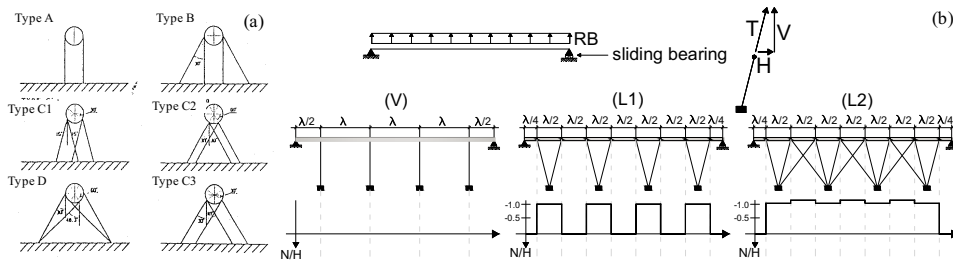 Type A
Type B
(a)
Type C1
Type C2
Type D
Type C3
(b)
RB
sliding bearing
T
V
H
(V)
(L1)
(L2)
λ/2 λ λ λ λ/2
λ/4 λ/2 λ/2 λ/2 λ/2 λ/2 λ/2 λ/2 λ/4
λ/4 λ/2 λ/2 λ/2 λ/2 λ/2 λ/2 λ/2 λ/4
-1.0
-0.5
-1.0
-0.5
N/H
N/H
N/H